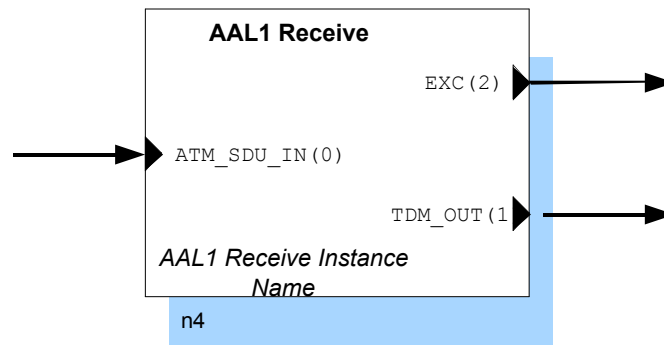 AAL1 Receive
EXC(2)
ATM_SDU_IN(0)
TDM_OUT(1
AAL1 Receive Instance
Name
n4